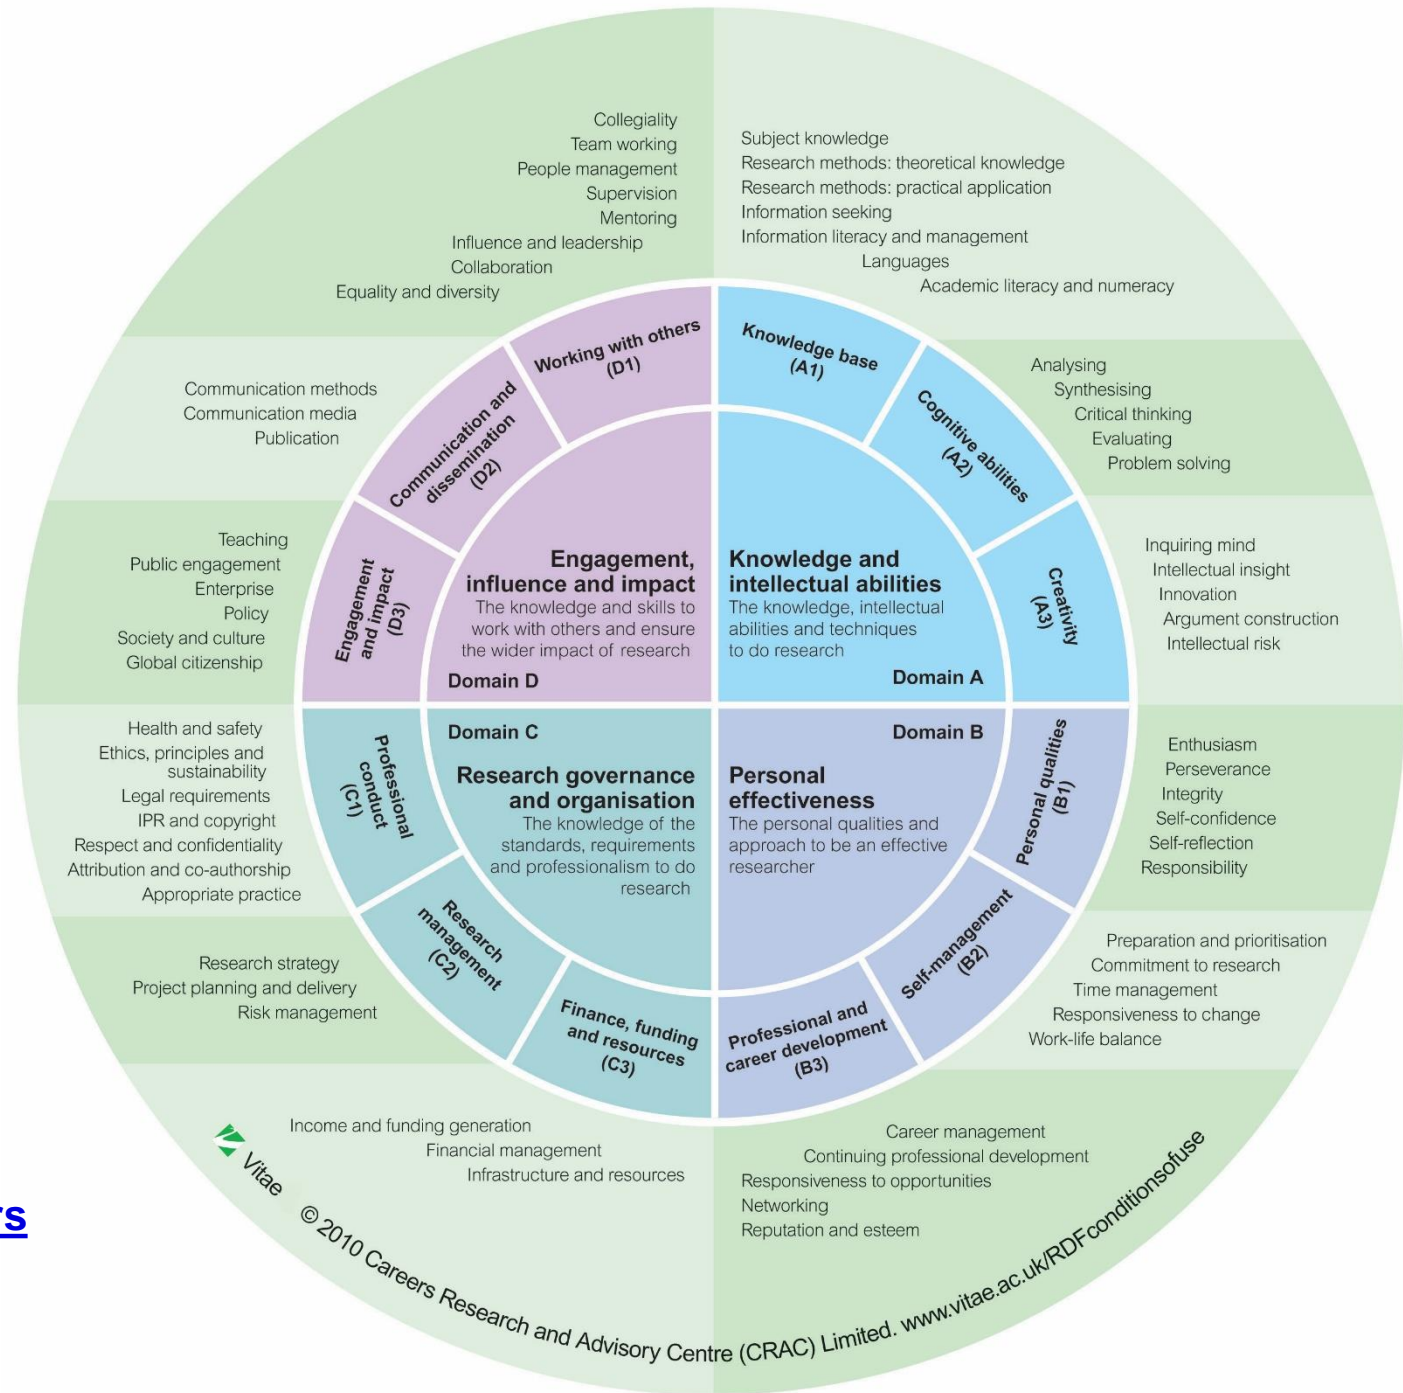 Collegiality
Team working
People management
Supervision
Mentoring
Influence and leadership
Collaboration
Equality and diversity
Subject knowledge
Research methods: theoretical knowledge
Research methods: practical application
Information seeking
Information literacy and management
Languages
Academic literacy and numeracy
Working with others
(D1)
Knowledge base
(A1)
Communication methods
Communication media
Publication
Communication and
dissemination
(D2)
Cognitive abilities
(A2)
Analysing
Synthesising
Critical thinking
Evaluating
Problem solving
Teaching
Public engagement
Enterprise
Policy
Society and culture
Global citizenship
Engagement
and impact
(D3)
Engagement,
influence and impact
The knowledge and skills to
work with others and ensure
the wider impact of research
Domain D
Knowledge and
intellectual abilities
The knowledge, intellectual
abilities and techniques
to do research
Domain A
Creativity
(A3)
Inquiring mind
Intellectual insight
Innovation
Argument construction
Intellectual risk
Health and safety
Ethics, principles and
sustainability
Legal requirements
IPR and copyright
Respect and confidentiality
Attribution and co-authorship
Appropriate practice
Professional
conduct
(C1)
Domain C
Research governance
and organisation
The knowledge of the
standards, requirements
and professionalism to do
research
Domain B
Personal
effectiveness
The personal qualities and
approach to be an effective
researcher
Personal qualities
(B1)
Enthusiasm
Perseverance
Integrity
Self-confidence
Self-reflection
Responsibility
Research strategy
Project planning and delivery
Risk management
Research
management
(C2)
Self-management
(B2)
Preparation and prioritisation
Commitment to research
Time management
Responsiveness to change
Work-life balance
Finance, funding
and resources
(C3)
Professional and
career development
(B3)
Income and funding generation
Financial management
Infrastructure and resources
Career management
Continuing professional development
Responsiveness to opportunities
Networking
Reputation and esteem
Vitae © 2010 Careers Research and Advisory Centre (CRAC) Limited. www.vitae.ac.uk/RDFconditionsofuse